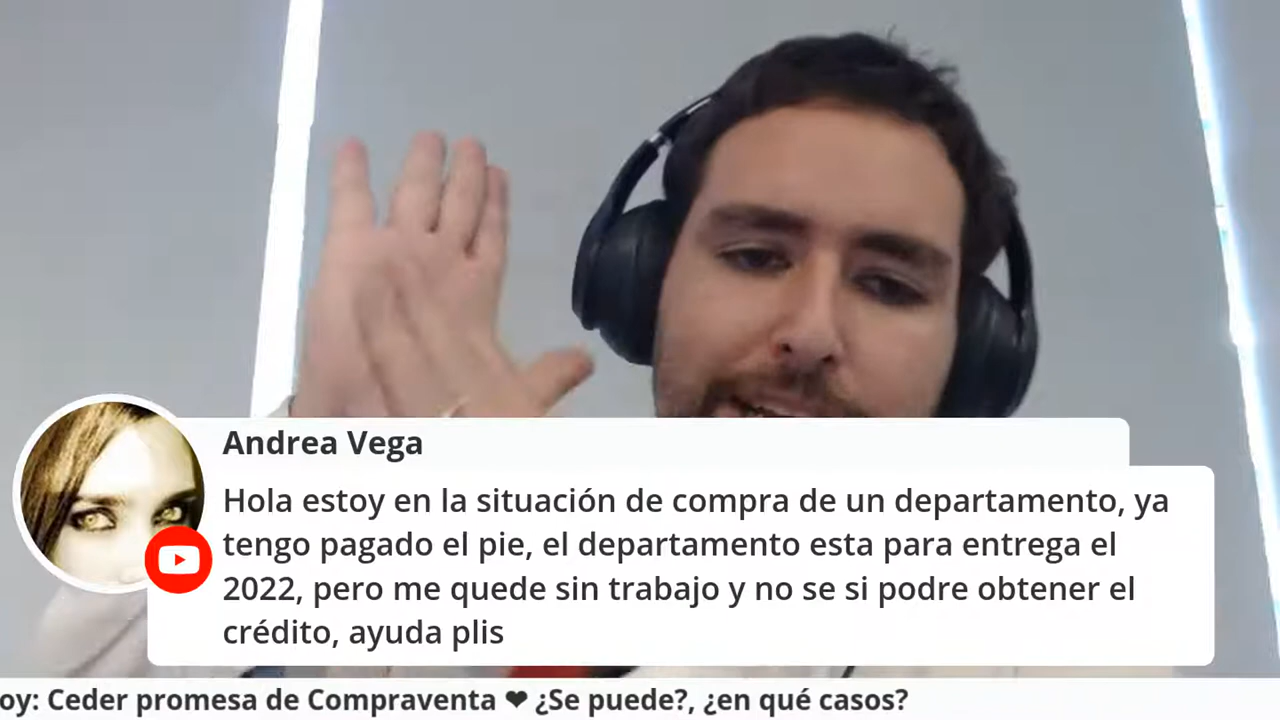 Andrea Vega
Hola estoy en la situación de compra de un departamento, ya
tengo pagado el pie, el departamento esta para entrega el
2022, pero me quede sin trabajo y no se si podre obtener el
crédito, ayuda plis
oy: Ceder promesa de Compraventa ❤ ¿Se puede?, ¿en qué casos?